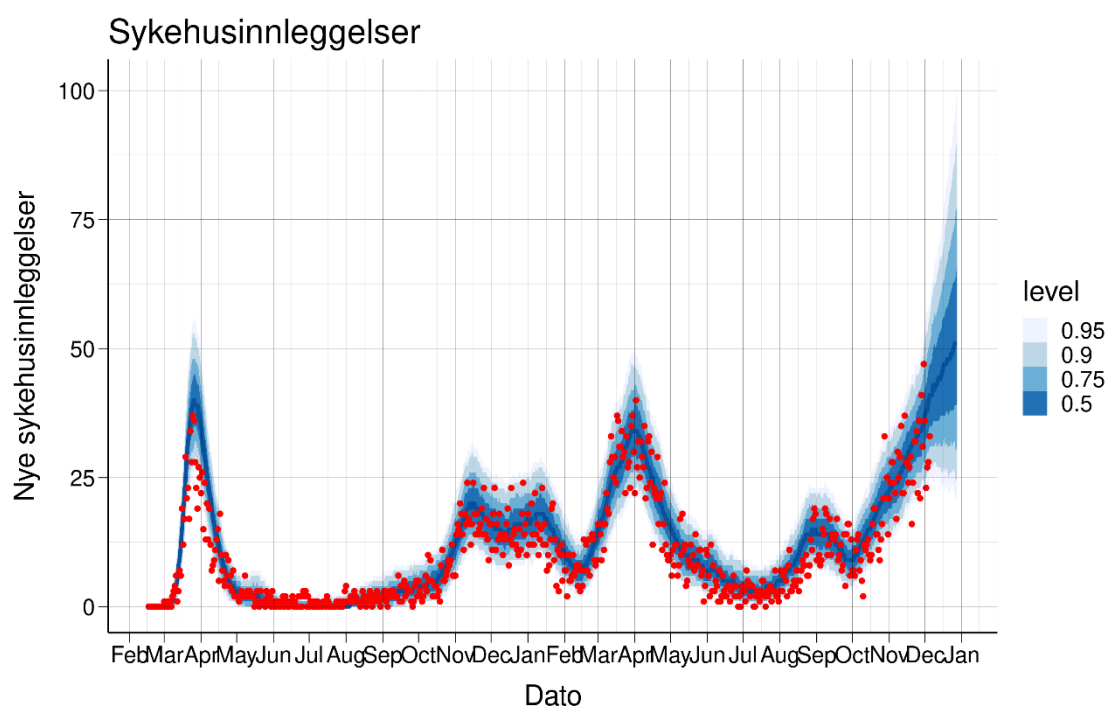 Sykehusinnleggelser
Nye sykehusinnleggelser
100
75
50
25
0
Feb Mar Apr May Jun Jul Aug Sep Oct Nov Dec Jan Feb Mar Apr May Jun Jul Aug Sep Oct Nov Dec Jan
Dato
level
0.95
0.9
0.75
0.5